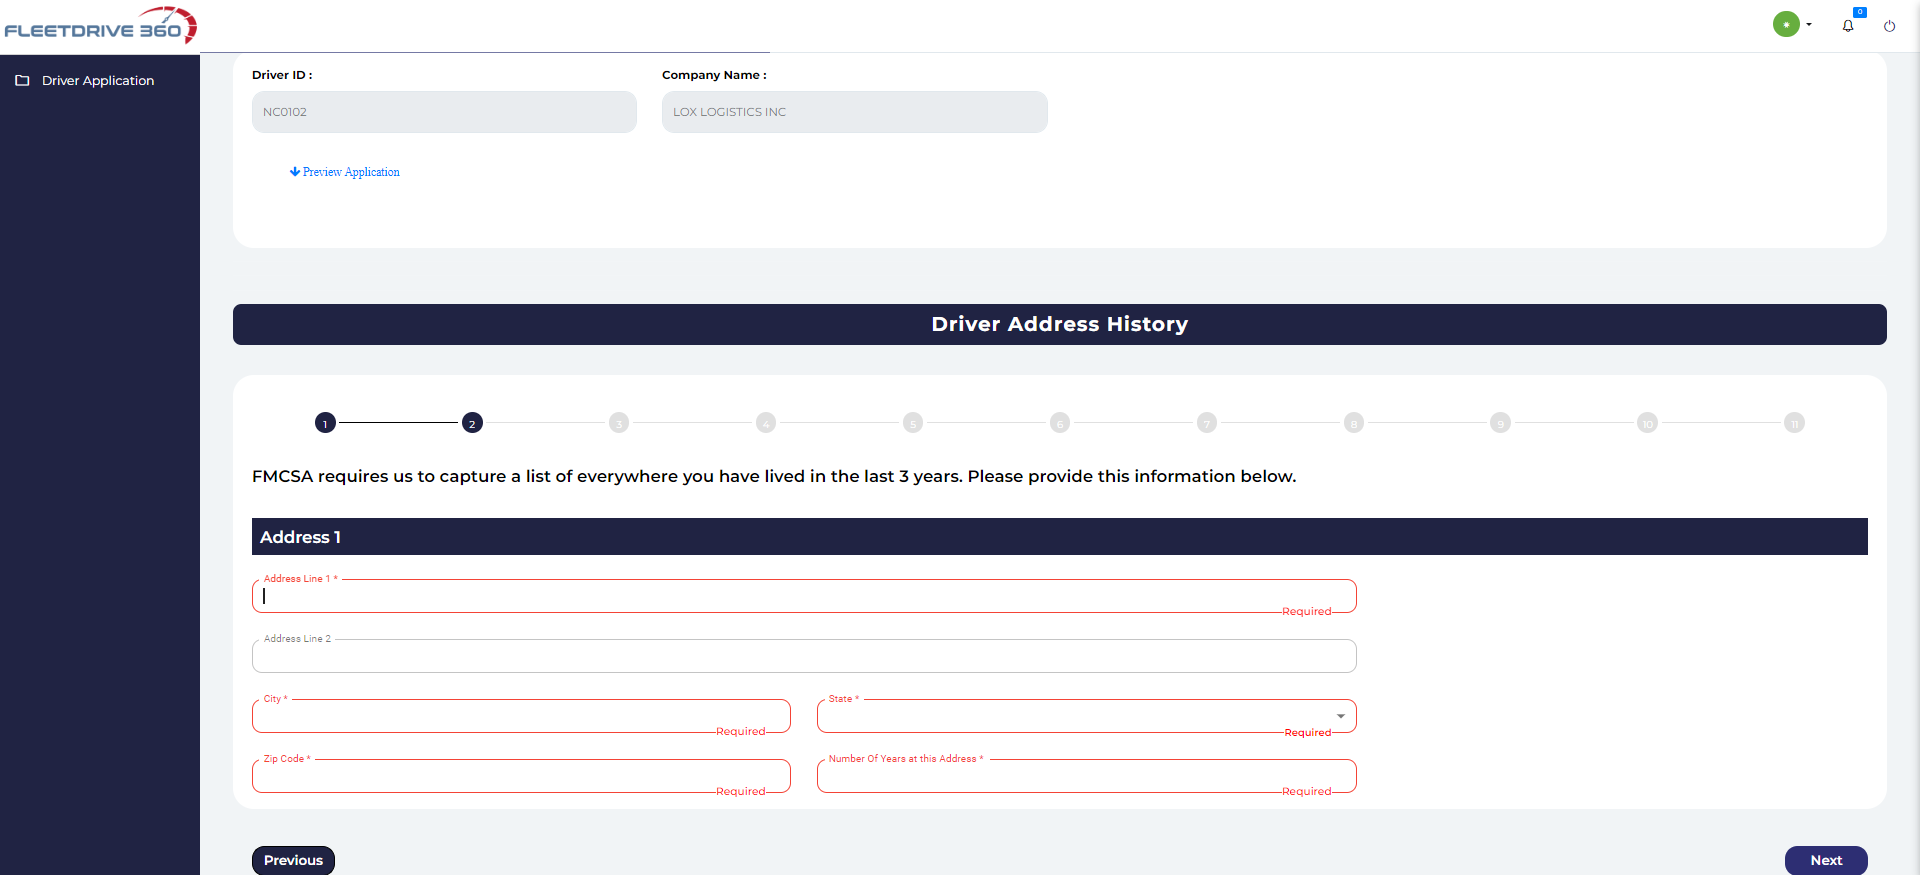 FLEETDRIVE 360
0
Driver Application
Driver ID :
Company Name :
NC0102
LOX LOGISTICS INC
Preview Application
Driver Address History
1 2 3 4 5 6 7 8 9 10 11
FMCSA requires us to capture a list of everywhere you have lived in the last 3 years. Please provide this information below.
Address 1
Address Line 1 *
Required
Address Line 2
City *
Required
State *
Required
Zip Code *
Required
Number Of Years at this Address *
Required
Previous
Next